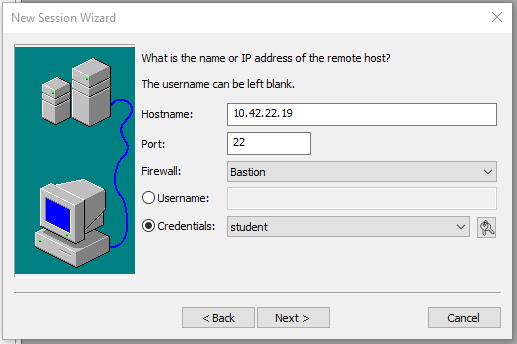 New Session Wizard
What is the name or IP address of the remote host?
The username can be left blank.
Hostname: 10.42.22.19
Port: 22
Firewall: Bastion
Username:
Credentials: student
< Back Next > Cancel